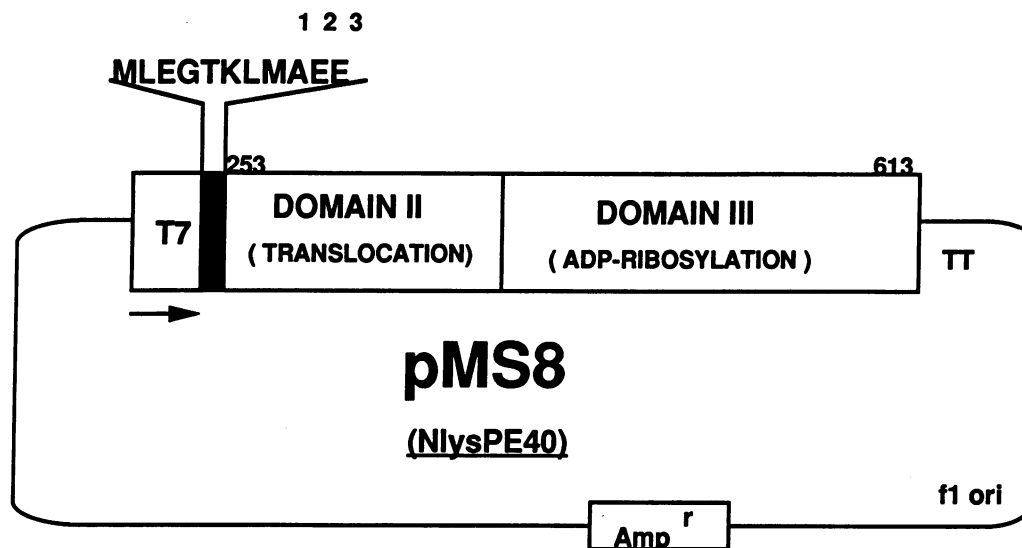 1 2 3
MLEGTKLMAEE
253
613
T7
DOMAIN II
(TRANSLOCATION)
DOMAIN III
(ADP-RIBOSYLATION)
TT
pMS8
(NlysPE40)
f1 ori
Amp r